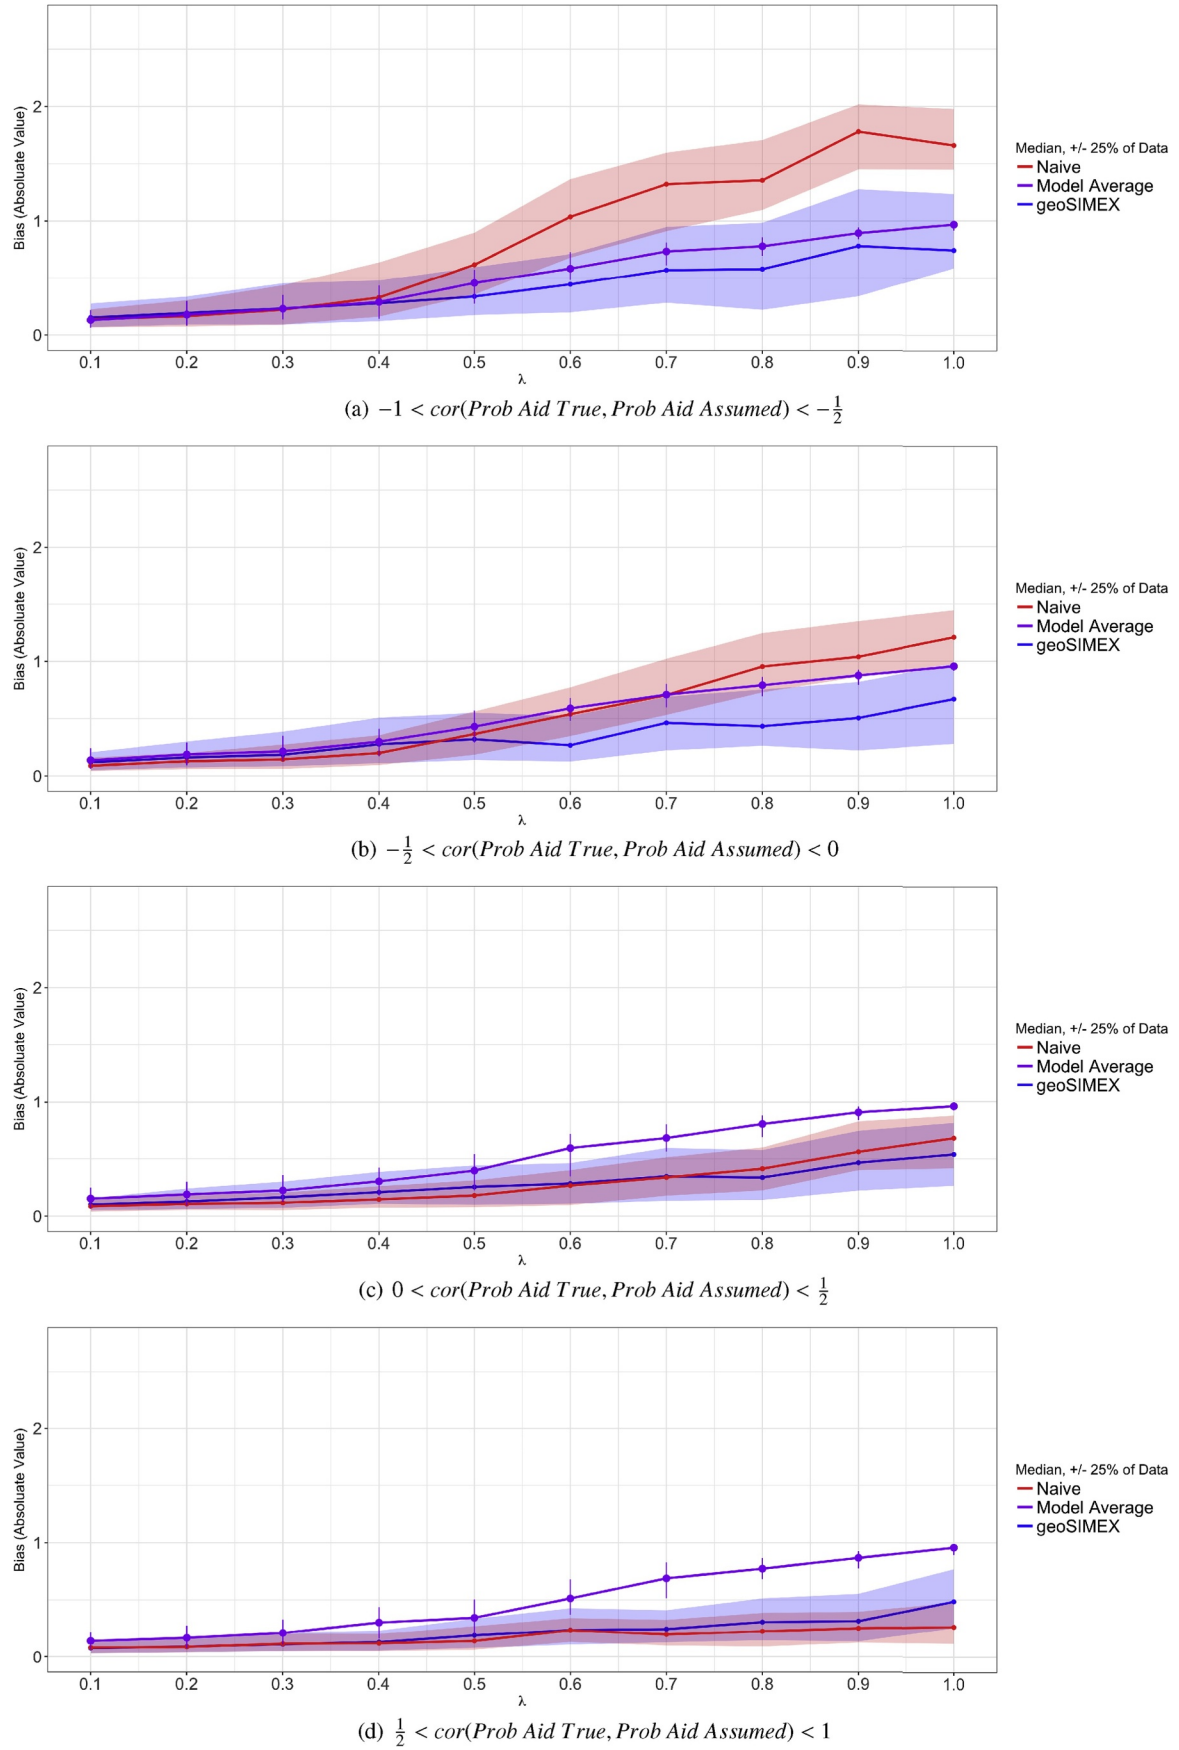 Bias (Absoluate Value)
2
1
0
0.1 0.2 0.3 0.4 0.5 0.6 0.7 0.8 0.9 1.0
λ
Median, +/- 25% of Data
Naive
Model Average
geoSIMEX
(a) −1 < cor(Prob Aid True, Prob Aid Assumed) < −1/2
Bias (Absoluate Value)
2
1
0
0.1 0.2 0.3 0.4 0.5 0.6 0.7 0.8 0.9 1.0
λ
Median, +/- 25% of Data
Naive
Model Average
geoSIMEX
(b) −1/2 < cor(Prob Aid True, Prob Aid Assumed) < 0
Bias (Absoluate Value)
2
1
0
0.1 0.2 0.3 0.4 0.5 0.6 0.7 0.8 0.9 1.0
λ
Median, +/- 25% of Data
Naive
Model Average
geoSIMEX
(c) 0 < cor(Prob Aid True, Prob Aid Assumed) < 1/2
Bias (Absoluate Value)
2
1
0
0.1 0.2 0.3 0.4 0.5 0.6 0.7 0.8 0.9 1.0
λ
Median, +/- 25% of Data
Naive
Model Average
geoSIMEX
(d) 1/2 < cor(Prob Aid True, Prob Aid Assumed) < 1